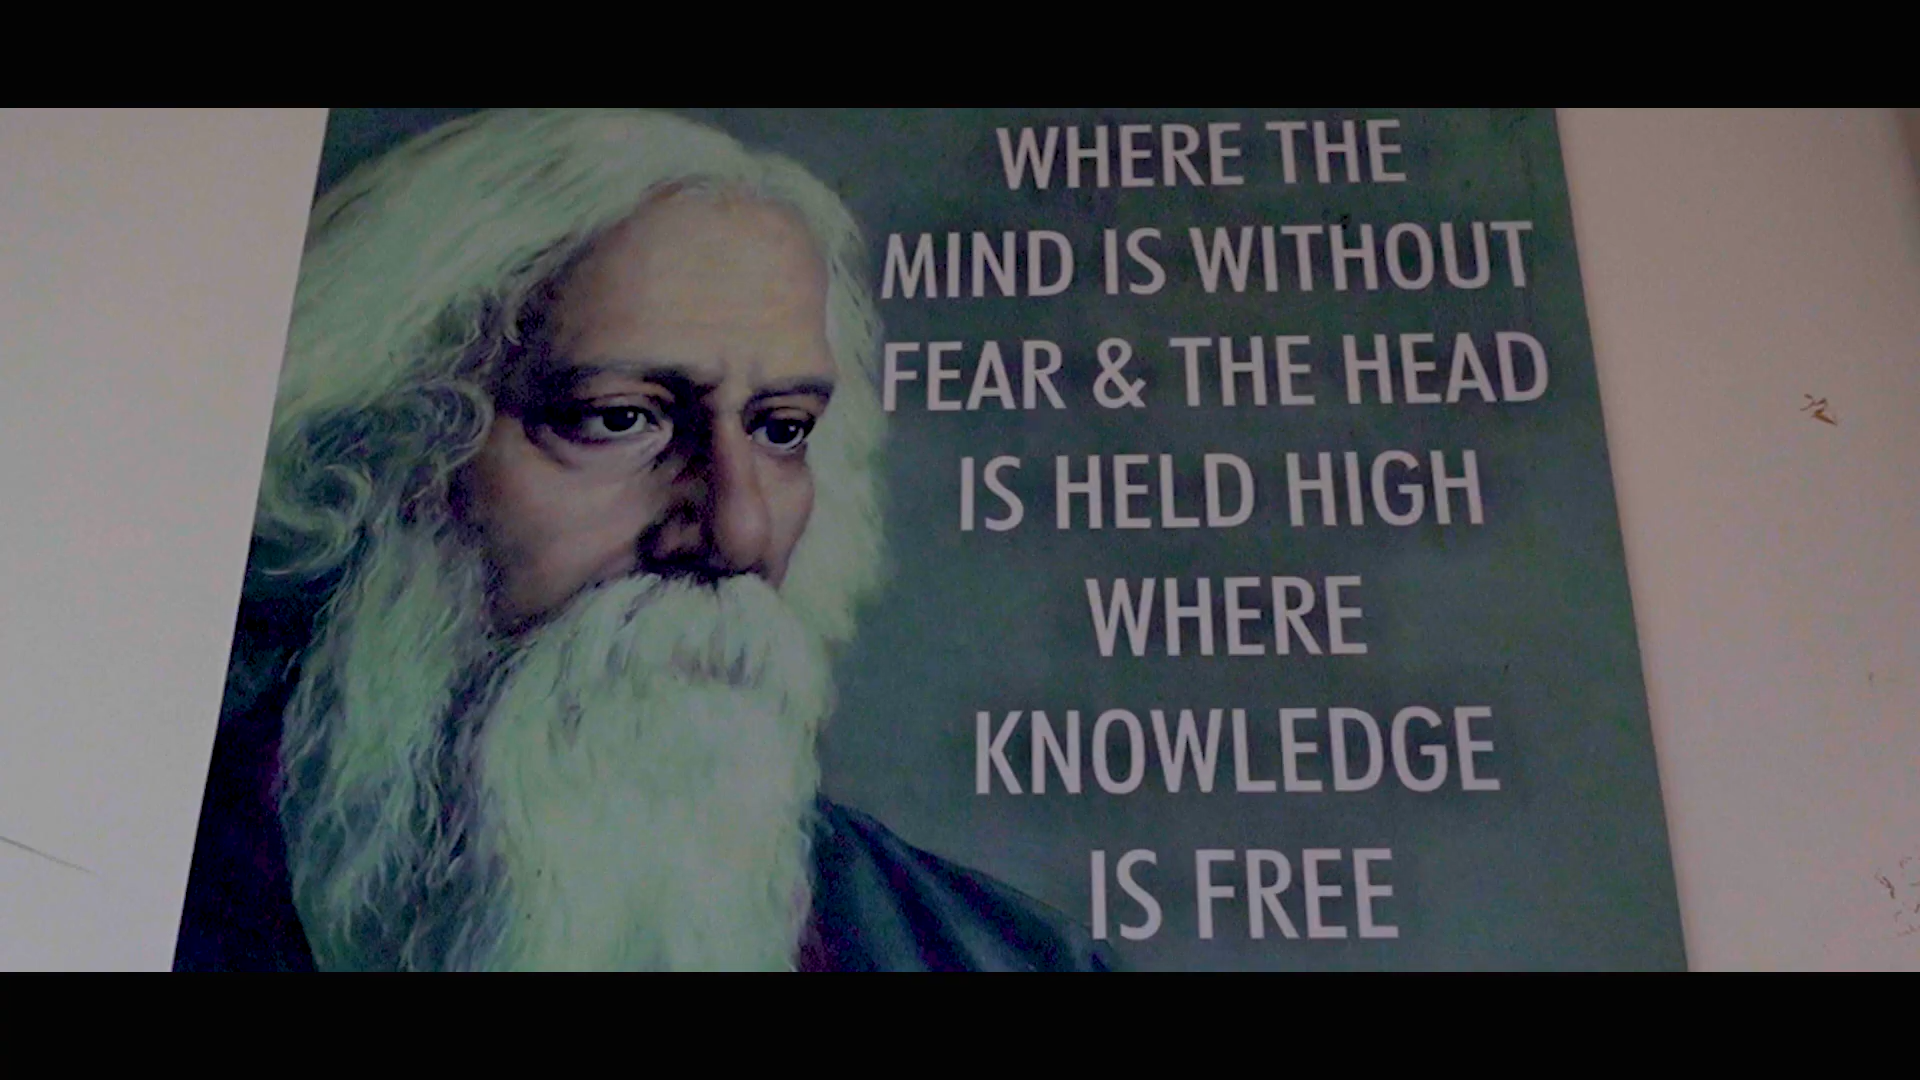 WHERE THE
MIND IS WITHOUT
FEAR & THE HEAD
IS HELD HIGH
WHERE
KNOWLEDGE
IS FREE